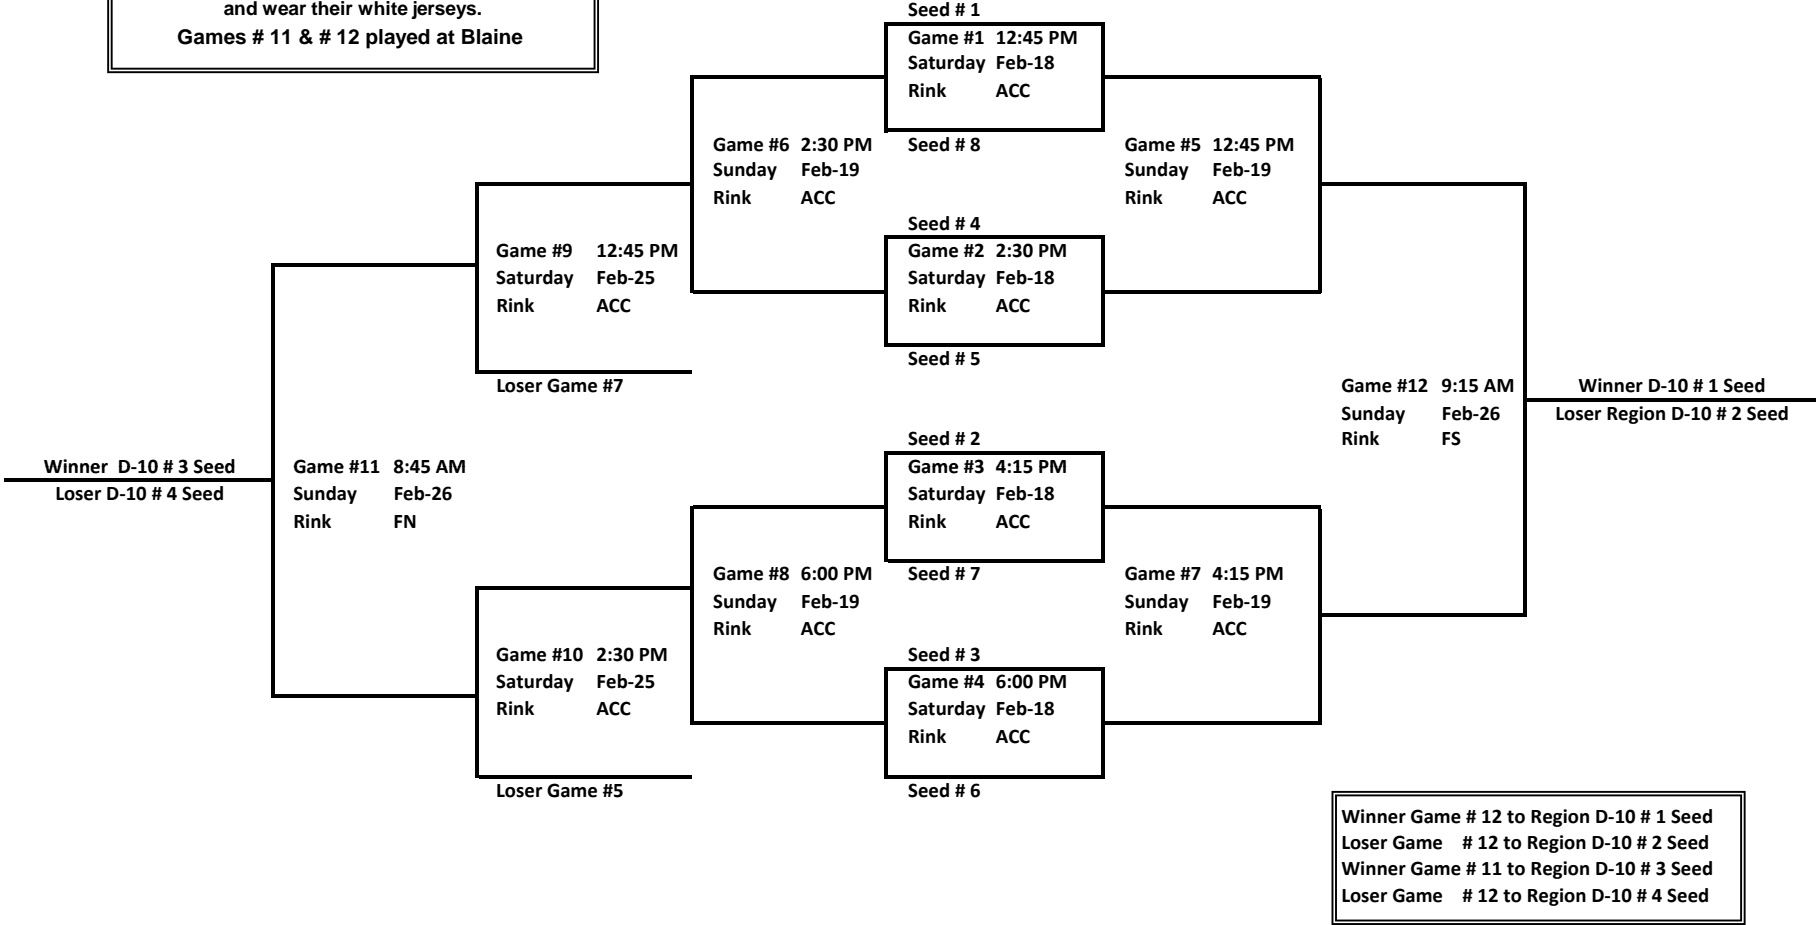 and wear their white jerseys.
Games # 11 & # 12 played at Blaine
Seed # 1
Game #1 12:45 PM
Saturday Feb-18
Rink ACC
Seed # 8
Game #6 2:30 PM
Sunday Feb-19
Rink ACC
Game #5 12:45 PM
Sunday Feb-19
Rink ACC
Seed # 4
Game #2 2:30 PM
Saturday Feb-18
Rink ACC
Seed # 5
Game #9 12:45 PM
Saturday Feb-25
Rink ACC
Loser Game #7
Game #12 9:15 AM
Sunday Feb-26
Rink FS
Winner D-10 # 1 Seed
Loser Region D-10 # 2 Seed
Winner D-10 # 3 Seed
Loser D-10 # 4 Seed
Game #11 8:45 AM
Sunday Feb-26
Rink FN
Seed # 2
Game #3 4:15 PM
Saturday Feb-18
Rink ACC
Seed # 7
Game #8 6:00 PM
Sunday Feb-19
Rink ACC
Game #7 4:15 PM
Sunday Feb-19
Rink ACC
Game #10 2:30 PM
Saturday Feb-25
Rink ACC
Loser Game #5
Seed # 3
Game #4 6:00 PM
Saturday Feb-18
Rink ACC
Seed # 6
Winner Game # 12 to Region D-10 # 1 Seed
Loser Game # 12 to Region D-10 # 2 Seed
Winner Game # 11 to Region D-10 # 3 Seed
Loser Game # 12 to Region D-10 # 4 Seed